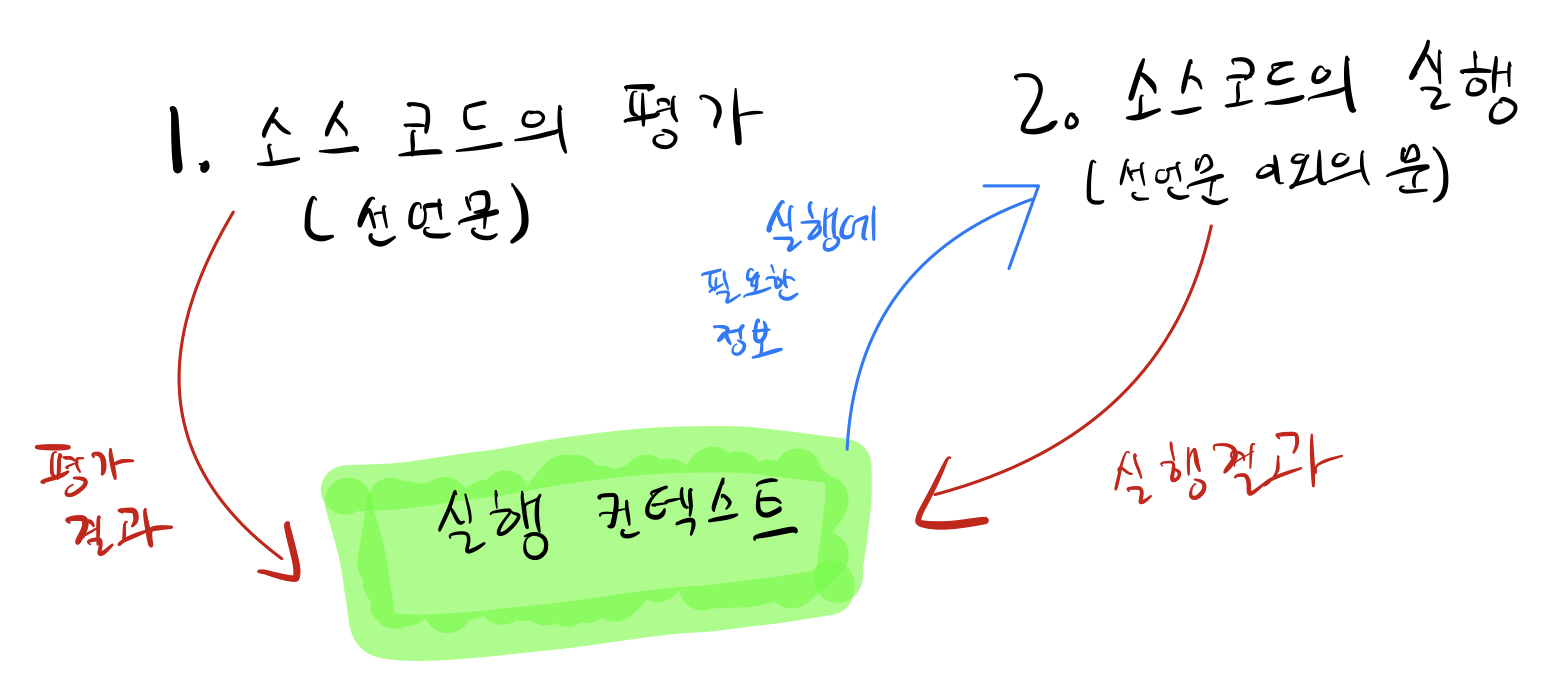 1. 소스 코드의 평가
(선언문)
2. 소스코드의 실행
(선언문 이외의 문)
실행에
필요한
정보
평가
결과
실행 컨텍스트
실행결과